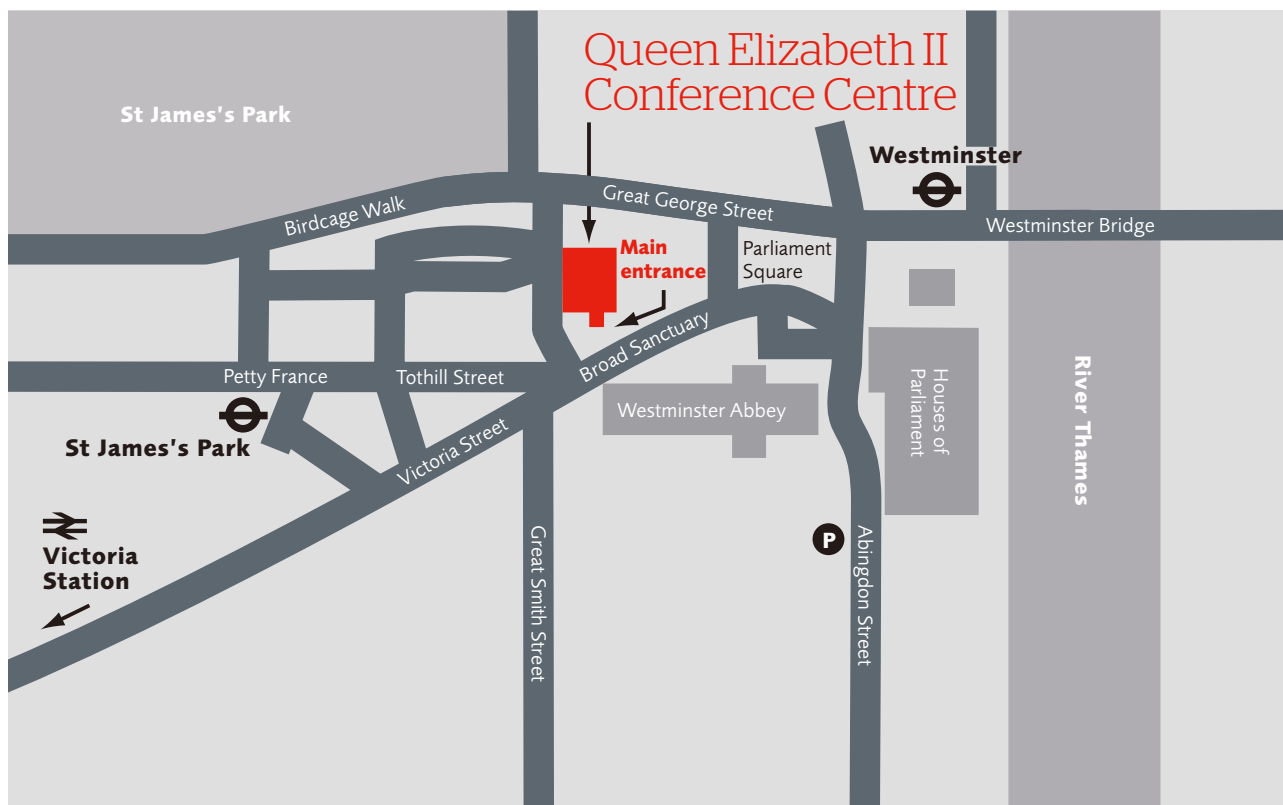 Queen Elizabeth II
Conference Centre
St James's Park
Westminster
Birdcage Walk
Great George Street
Westminster Bridge
Main
entrance
Parliament
Square
Broad Sanctuary
Petty France
Tothill Street
Westminster Abbey
Houses of
Parliament
River Thames
St James's Park
Victoria Street
Victoria
Station
Great Smith Street
P
Abingdon Street